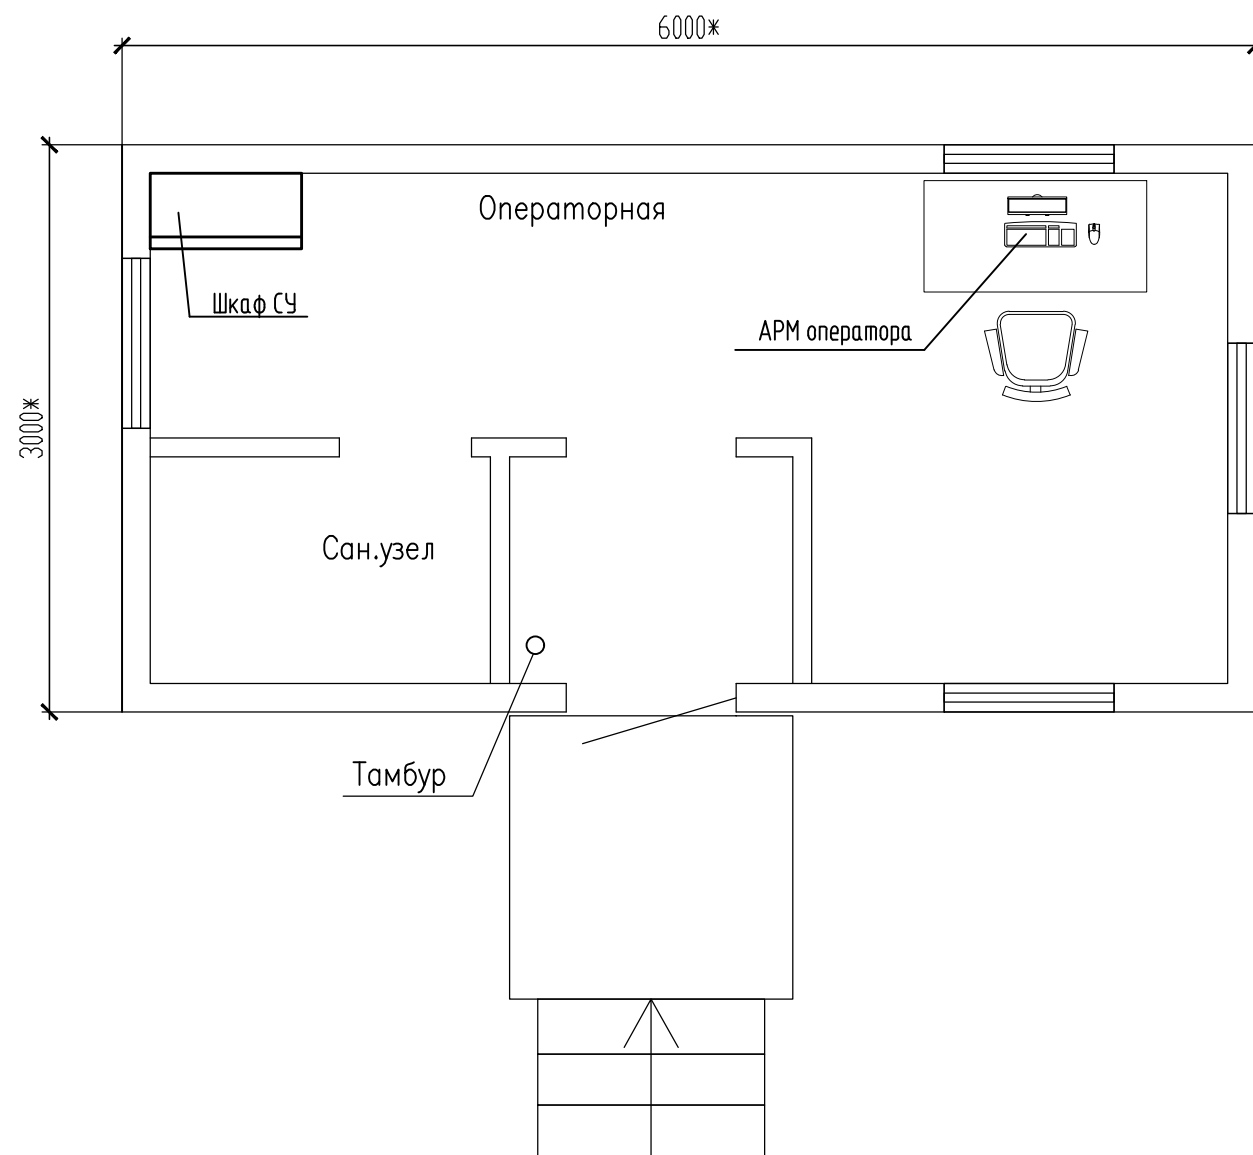 6000*
Операторная
Шкаф СУ
АРМ оператора
3000*
Сан.узел
Тамбур